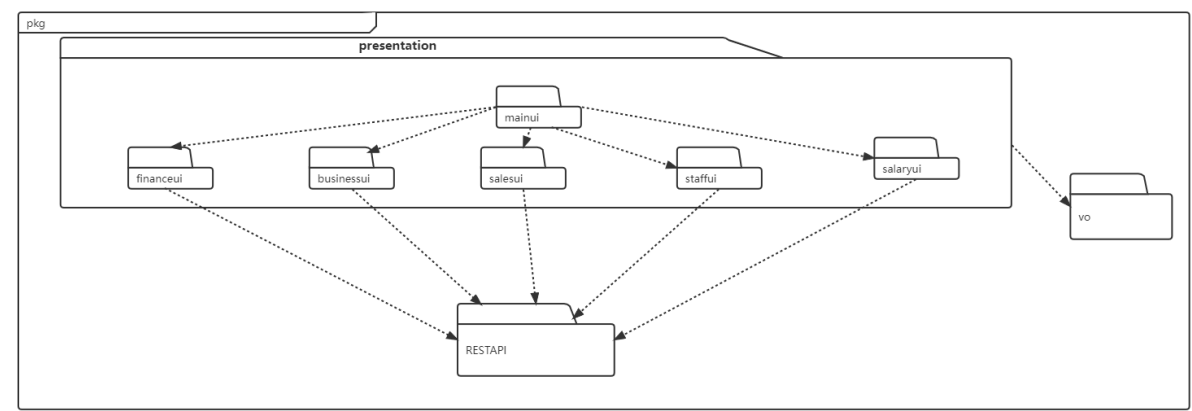 pkg
presentation
mainui
financeui
businessui
salesui
staffui
salaryui
vo
RESTAPI